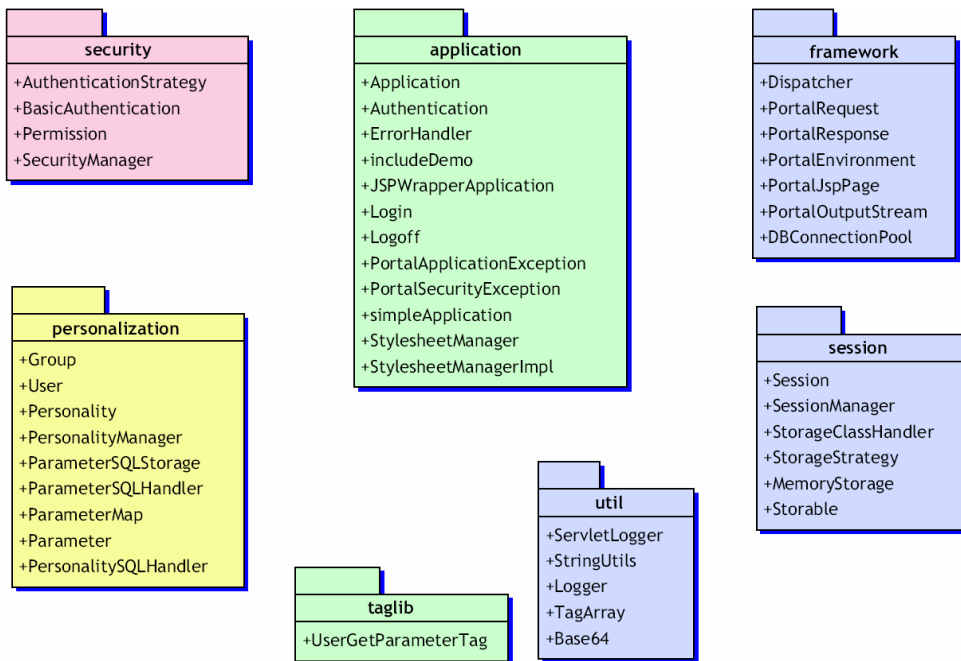 security
+AuthenticationStrategy
+BasicAuthentication
+Permission
+SecurityManager
application
+Application
+Authentication
+ErrorHandler
+includeDemo
+JSPWrapperApplication
+Login
+Logoff
+PortalApplicationException
+PortalSecurityException
+simpleApplication
+StylesheetManager
+StylesheetManagerImpl
framework
+Dispatcher
+PortalRequest
+PortalResponse
+PortalEnvironment
+PortalJspPage
+PortalOutputStream
+DBConnectionPool
personalization
+Group
+User
+Personality
+PersonalityManager
+ParameterSQLStorage
+ParameterSQLHandler
+ParameterMap
+Parameter
+PersonalitySQLHandler
session
+Session
+SessionManager
+StorageClassHandler
+StorageStrategy
+MemoryStorage
+Storable
util
+ServletLogger
+StringUtils
+Logger
+TagArray
+Base64
taglib
+UserGetParameterTag